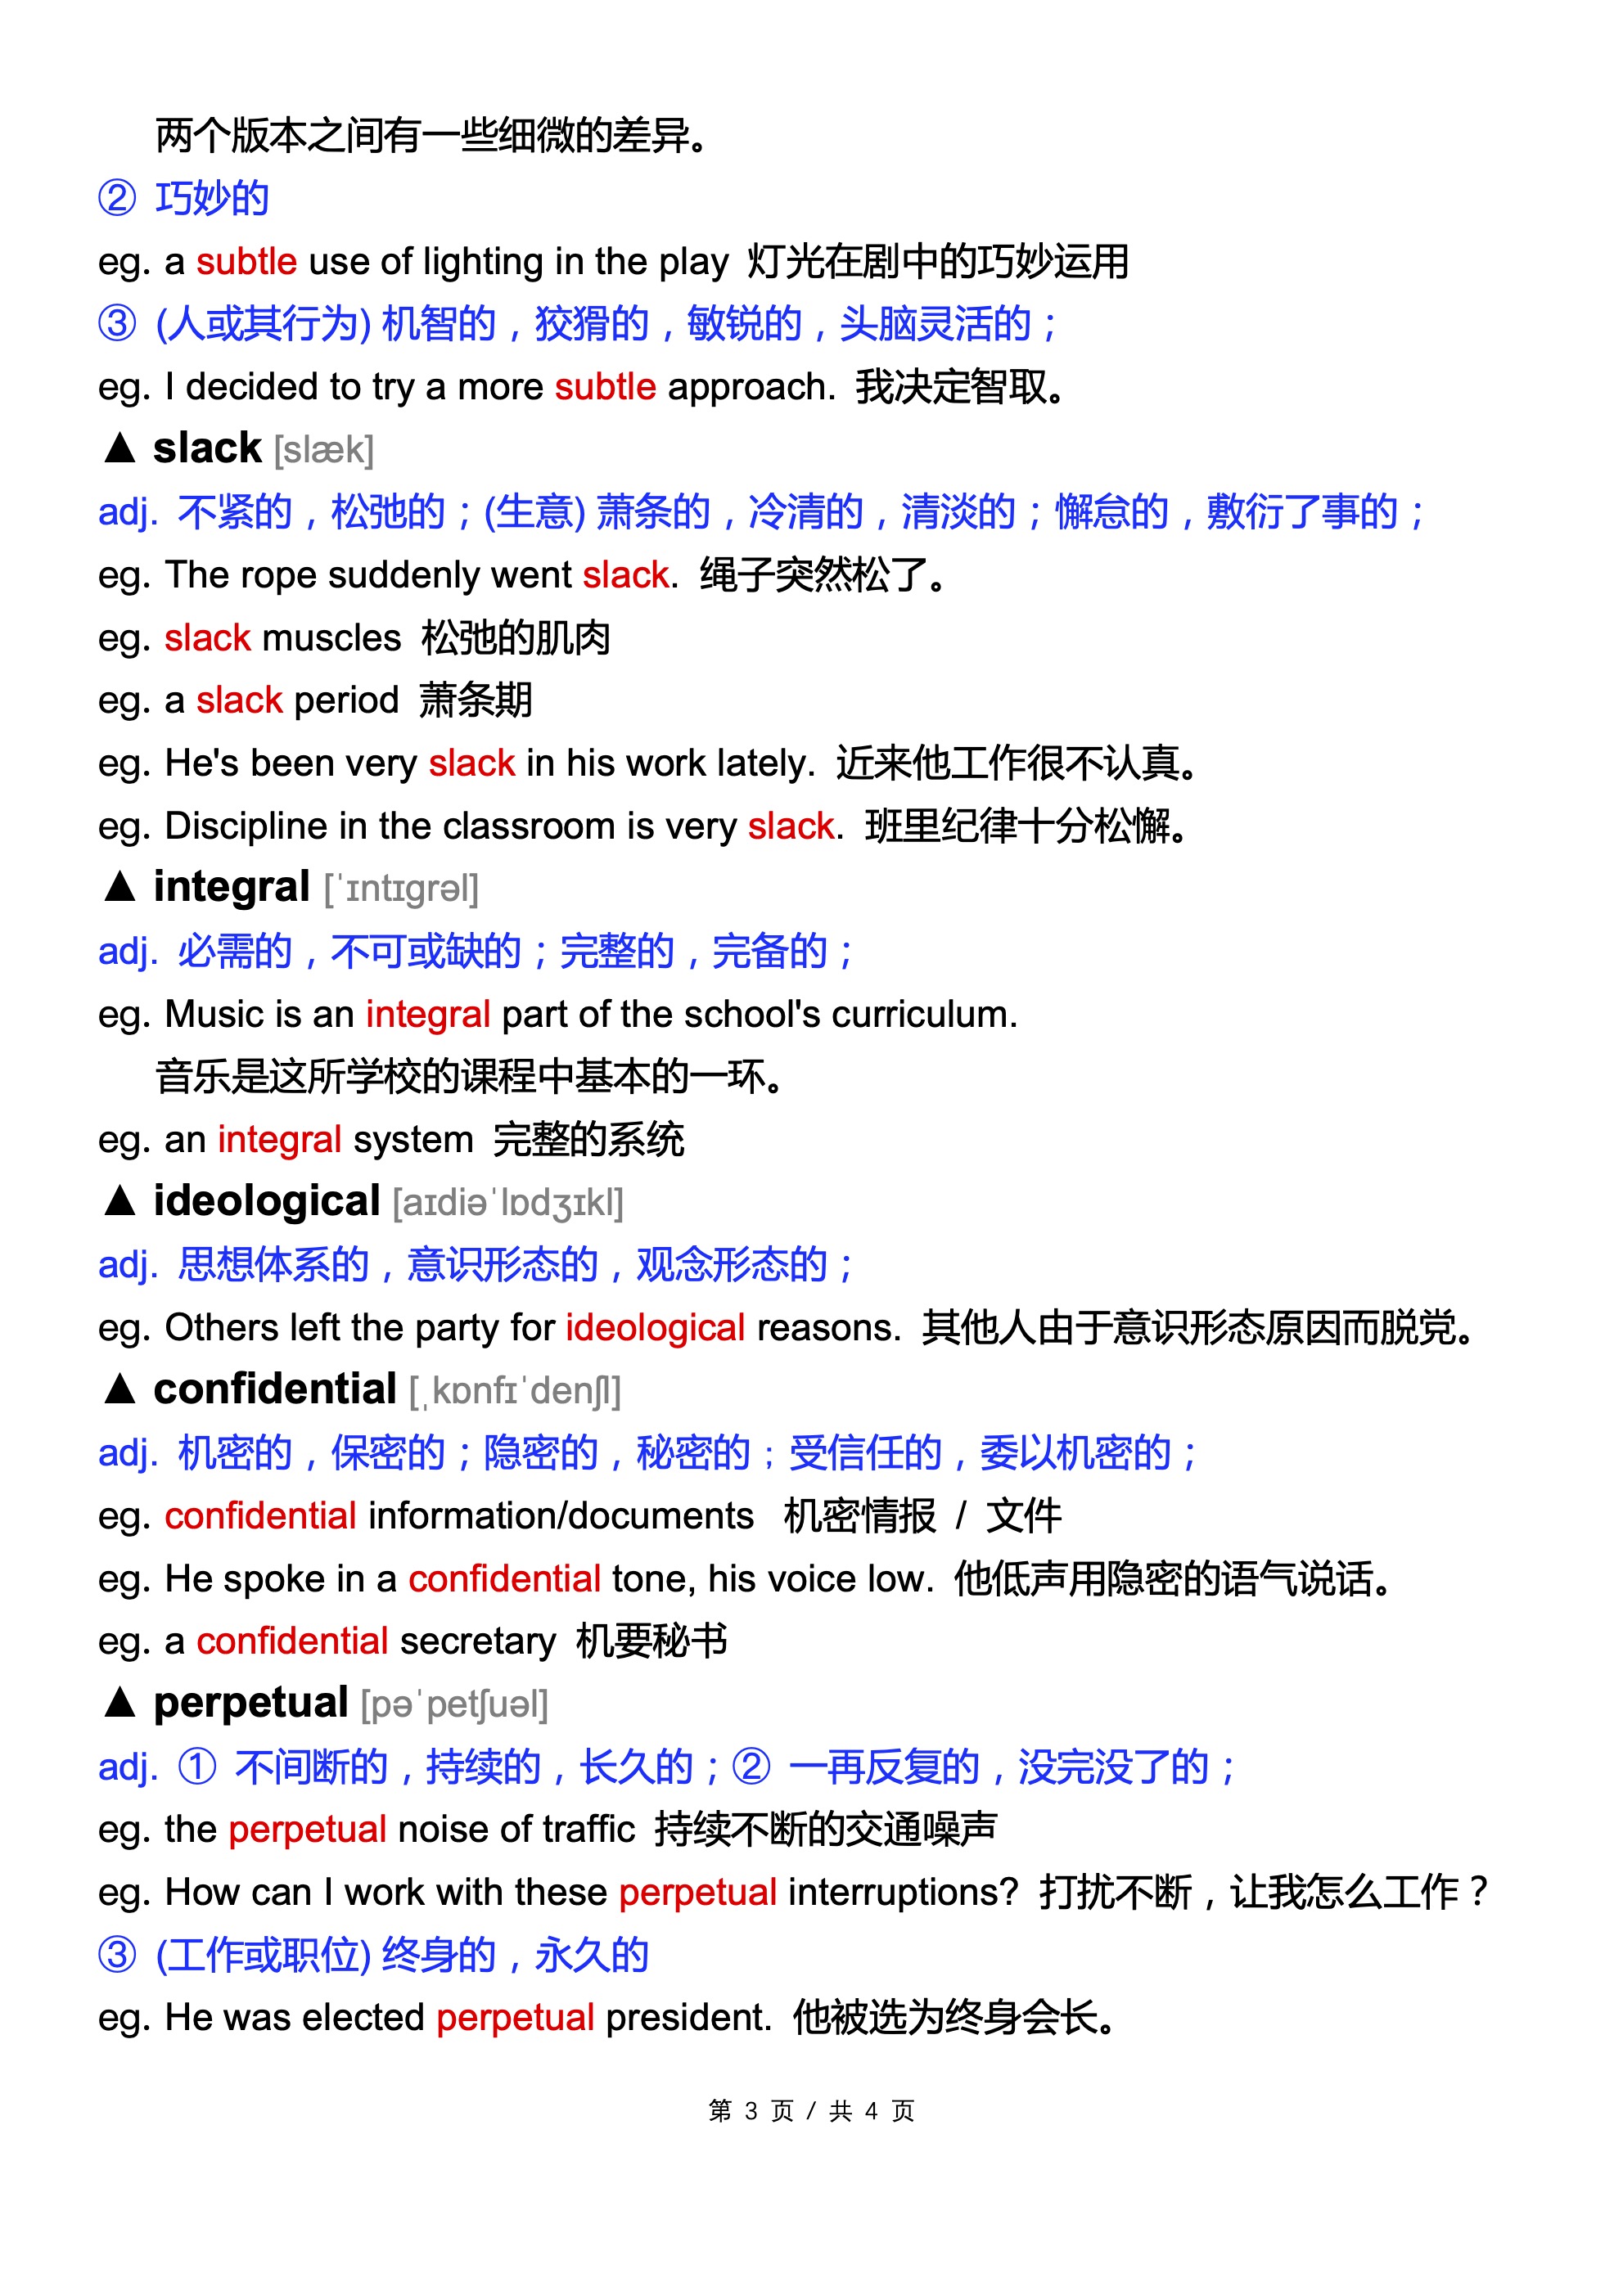 两个版本之间有一些细微的差异。
② 巧妙的
eg. a subtle use of lighting in the play 灯光在剧中的巧妙运用
③ (人或其行为) 机智的，狡猾的，敏锐的，头脑灵活的；
eg. I decided to try a more subtle approach. 我决定智取。
▲ slack [slæk]
adj. 不紧的，松弛的；(生意) 萧条的，冷清的，清淡的；懈怠的，敷衍了事的；
eg. The rope suddenly went slack. 绳子突然松了。
eg. slack muscles 松弛的肌肉
eg. a slack period 萧条期
eg. He's been very slack in his work lately. 近来他工作很不认真。
eg. Discipline in the classroom is very slack. 班里纪律十分松懈。
▲ integral [ˈɪntɪgrəl]
adj. 必需的，不可或缺的；完整的，完备的；
eg. Music is an integral part of the school's curriculum.
音乐是这所学校的课程中基本的一环。
eg. an integral system 完整的系统
▲ ideological [aɪdiəˈlɒdʒɪkl]
adj. 思想体系的，意识形态的，观念形态的；
eg. Others left the party for ideological reasons. 其他人由于意识形态原因而脱党。
▲ confidential [ˌkɒnfɪˈdenʃl]
adj. 机密的，保密的；隐密的，秘密的；受信任的，委以机密的；
eg. confidential information/documents 机密情报 / 文件
eg. He spoke in a confidential tone, his voice low. 他低声用隐密的语气说话。
eg. a confidential secretary 机要秘书
▲ perpetual [pəˈpetʃuəl]
adj. ① 不间断的，持续的，长久的；② 一再反复的，没完没了的；
eg. the perpetual noise of traffic 持续不断的交通噪声
eg. How can I work with these perpetual interruptions? 打扰不断，让我怎么工作？
③ (工作或职位) 终身的，永久的
eg. He was elected perpetual president. 他被选为终身会长。
第 3 页 / 共 4 页